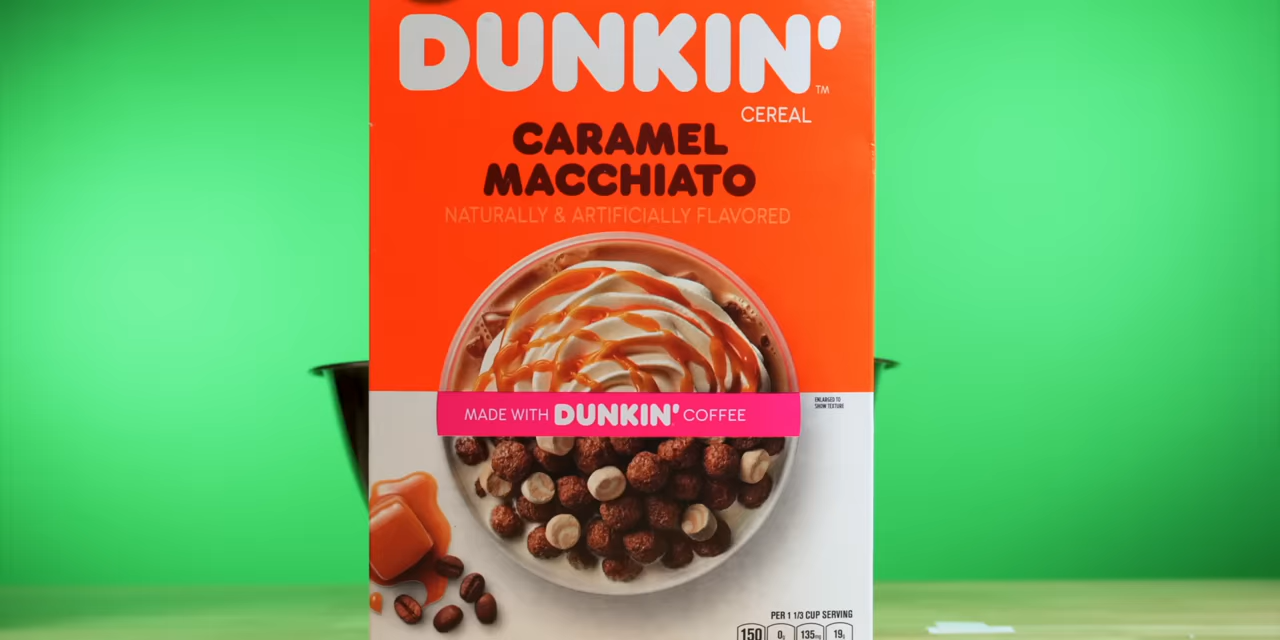 DUNKIN'
TM
CEREAL
CARAMEL
MACCHIATO
NATURALLY & ARTIFICIALLY FLAVORED
ENLARGED TO
SHOW TEXTURE
MADE WITH DUNKIN' COFFEE
PER 1 1/3 CUP SERVING
150 0g 135mg 19g